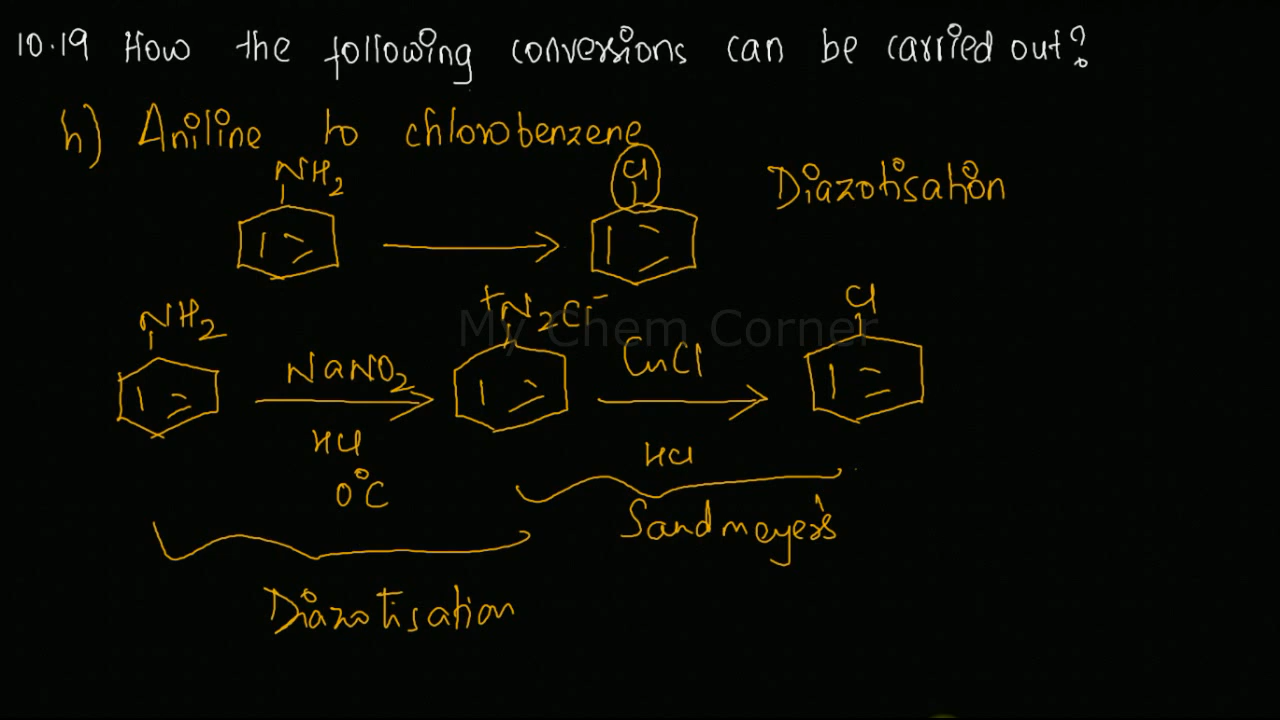 10.19 How the following conversions can be carried out?
h) Aniline to chlorobenzene
NH2 Cl Diazotisation
NH2 +N2Cl- Cl
My Chem Corner
NaNO2 CuCl
HCl HCl
0°C
Sandmeyer's
Diazotisation